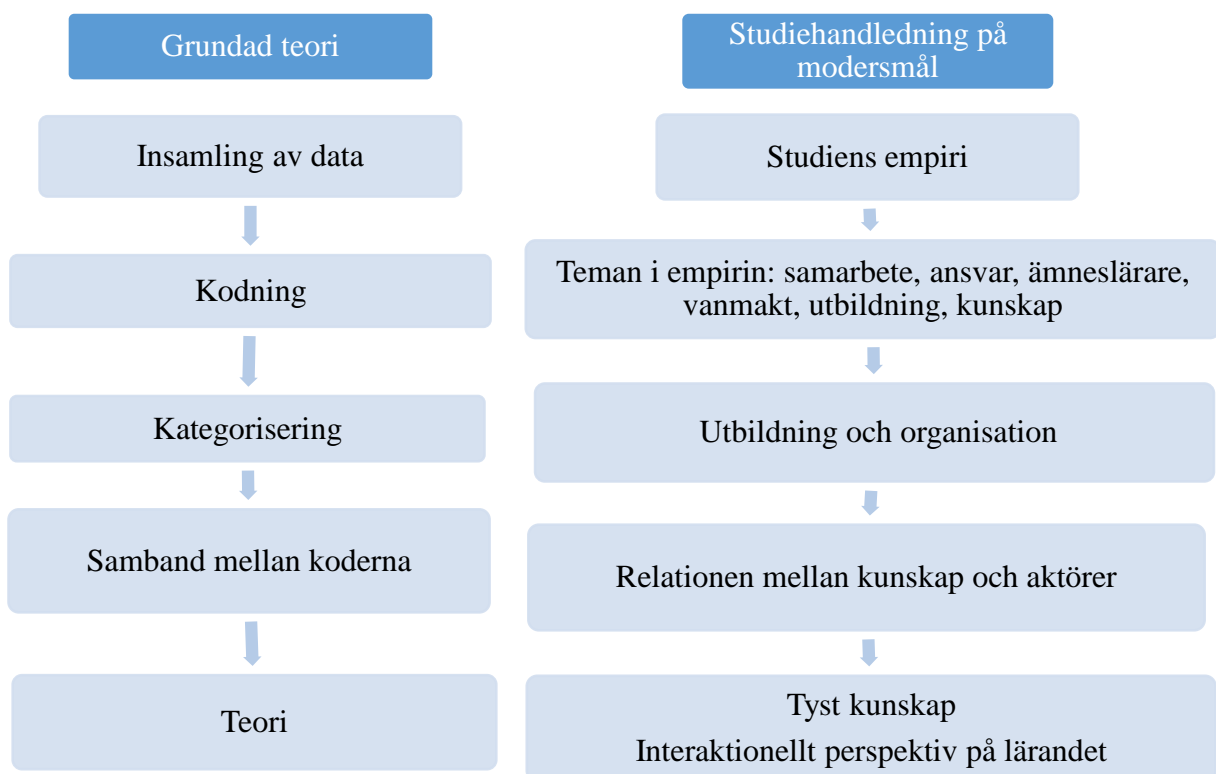 Grundad teori
Insamling av data
Kodning
Kategorisering
Samband mellan koderna
Teori
Studiehandledning på
modersmål
Studiens empiri
Teman i empirin: samarbete, ansvar, ämneslärare,
vanmakt, utbildning, kunskap
Utbildning och organisation
Relationen mellan kunskap och aktörer
Tyst kunskap
Interaktionellt perspektiv på lärandet